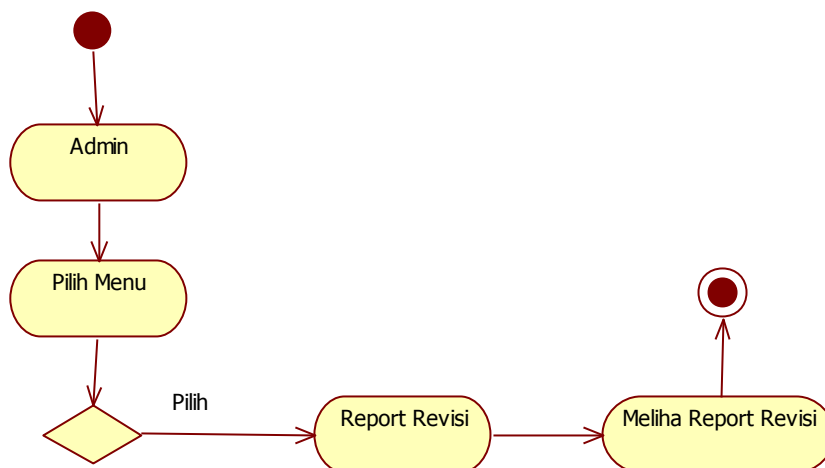 Admin
Pilih Menu
Pilih
Report Revisi
Meliha Report Revisi